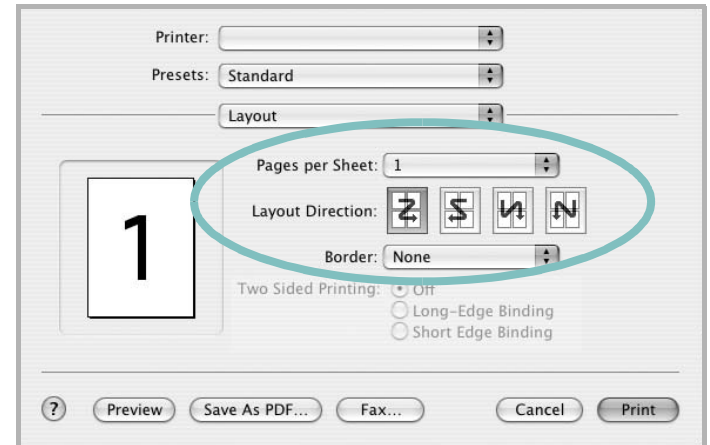 Printer:
Presets: Standard
Layout
Pages per Sheet: 1
Layout Direction:
1
Border: None
Two Sided Printing: Off
Long-Edge Binding
Short Edge Binding
? Preview Save As PDF... Fax... Cancel Print